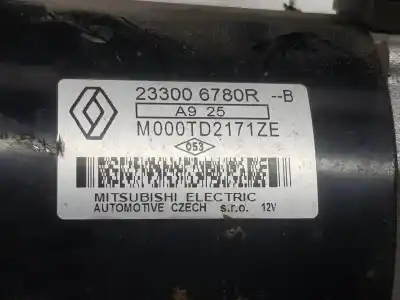 23300 6780R --B
A9 25
M000TD2171ZE
053
MITSUBISHI ELECTRIC
AUTOMOTIVE CZECH s.r.o. 12V